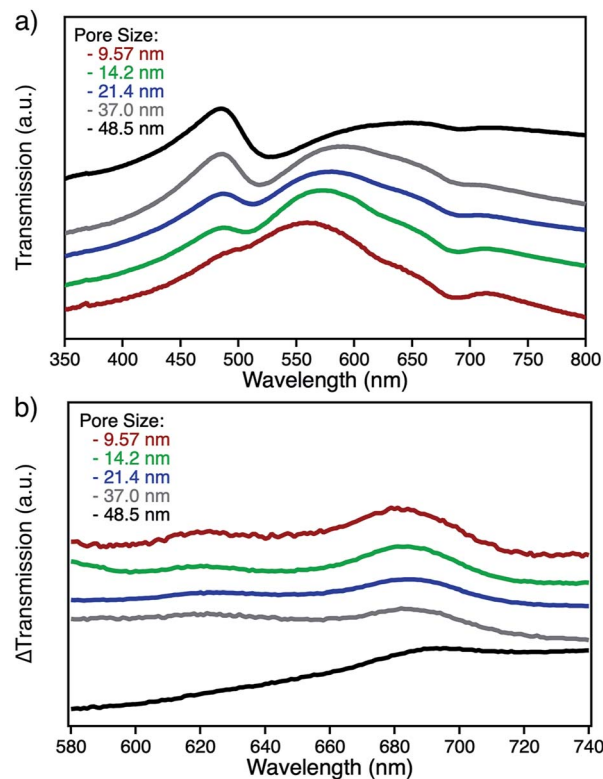 a)
Pore Size:
- 9.57 nm
- 14.2 nm
- 21.4 nm
- 37.0 nm
- 48.5 nm
Transmission (a.u.)
350 400 450 500 550 600 650 700 750 800
Wavelength (nm)
b)
Pore Size:
- 9.57 nm
- 14.2 nm
- 21.4 nm
- 37.0 nm
- 48.5 nm
ΔTransmission (a.u.)
580 600 620 640 660 680 700 720 740
Wavelength (nm)